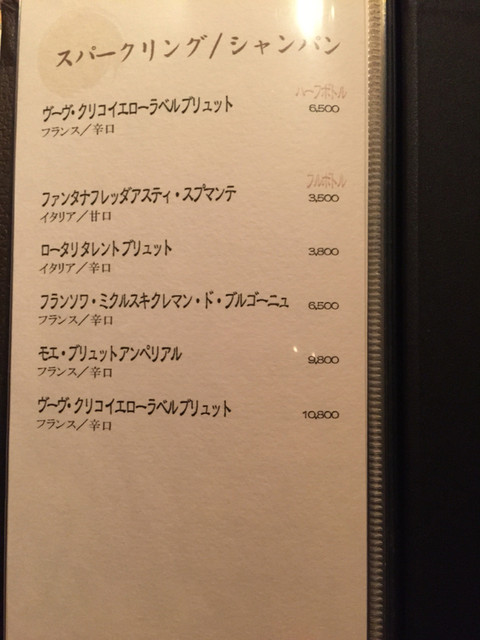 スパークリング/シャンパン
ハーフボトル
ヴーヴ・クリコイエローラベルブリュット 6,500
フランス／辛口
フルボトル
ファンタナフレッダアスティ・スプマンテ 3,500
イタリア／甘口
ロータリタレントブリュット 3,800
イタリア／辛口
フランソワ・ミクルスキクレマン・ド・ブルゴーニュ 6,500
フランス／辛口
モエ・ブリュットアンペリアル 9,800
フランス／辛口
ヴーヴ・クリコイエローラベルブリュット 10,800
フランス／辛口